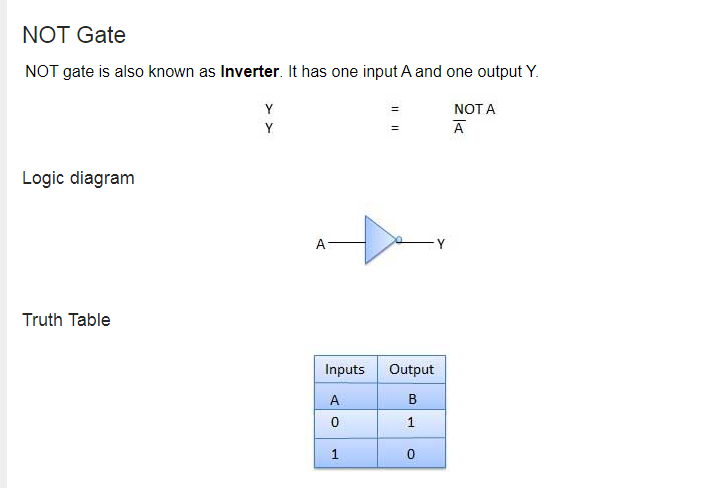 NOT Gate
NOT gate is also known as Inverter. It has one input A and one output Y.
Y = NOT A
Y = A̅
Logic diagram
A Y
Truth Table
Inputs Output
A B
0 1
1 0